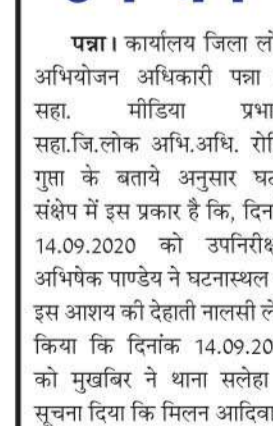 पन्ना। कार्यालय जिला लो
अभियोजन अधिकारी पन्ना
सहा. मीडिया प्रभा
सहा.जि.लोक अभि.अधि. रोि
गुप्ता के बताये अनुसार घट
संक्षेप में इस प्रकार है कि, दिन
14.09.2020 को उपनिरीक्ष
अभिषेक पाण्डेय ने घटनास्थल
इस आशय की देहाती नालसी ले
किया कि दिनांक 14.09.20
को मुखबिर ने थाना सलेहा
सूचना दिया कि मिलन आदिवा